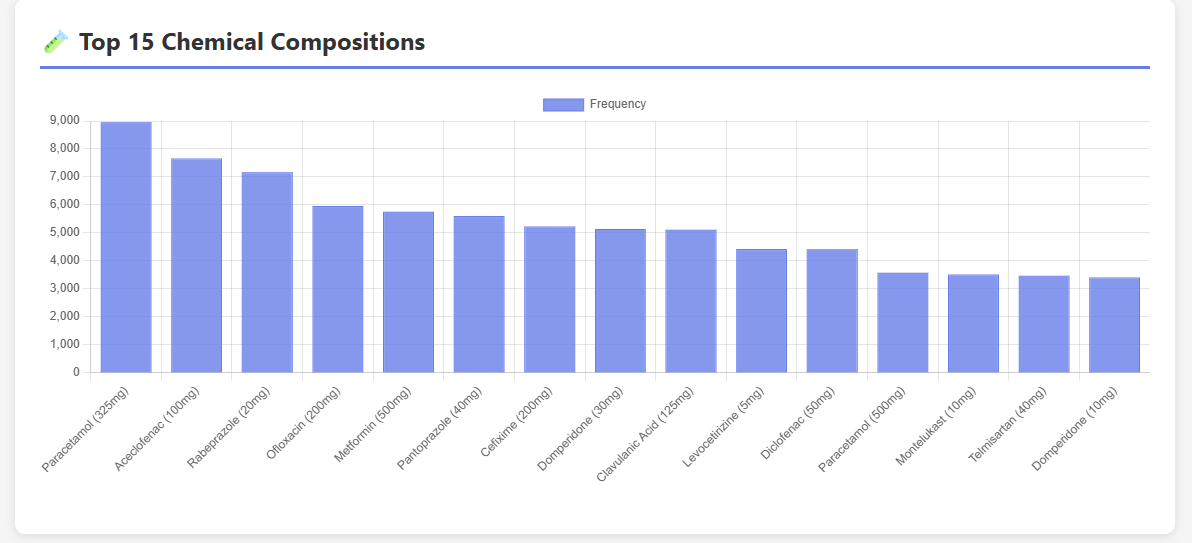 Top 15 Chemical Compositions
Frequency
9,000
8,000
7,000
6,000
5,000
4,000
3,000
2,000
1,000
0
Paracetamol (325mg)
Aceclofenac (100mg)
Rabeprazole (20mg)
Ofloxacin (200mg)
Metformin (500mg)
Pantoprazole (40mg)
Cefixime (200mg)
Domperidone (30mg)
Clavulanic Acid (125mg)
Levocetirizine (5mg)
Diclofenac (50mg)
Paracetamol (500mg)
Montelukast (10mg)
Telmisartan (40mg)
Domperidone (10mg)